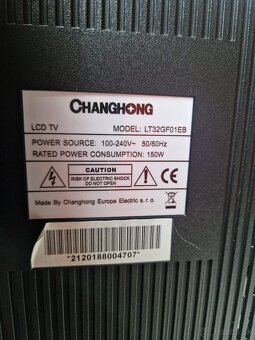 CHANGHONG
LCD TV MODEL: LT32GF01EB
POWER SOURCE: 100-240V~ 50/60Hz
RATED POWER CONSUMPTION: 150W
CAUTION
RISK OF ELECTRIC SHOCK
DO NOT OPEN
CE
Made By Changhong Europe Electric s.r.o.
*2120188004707*